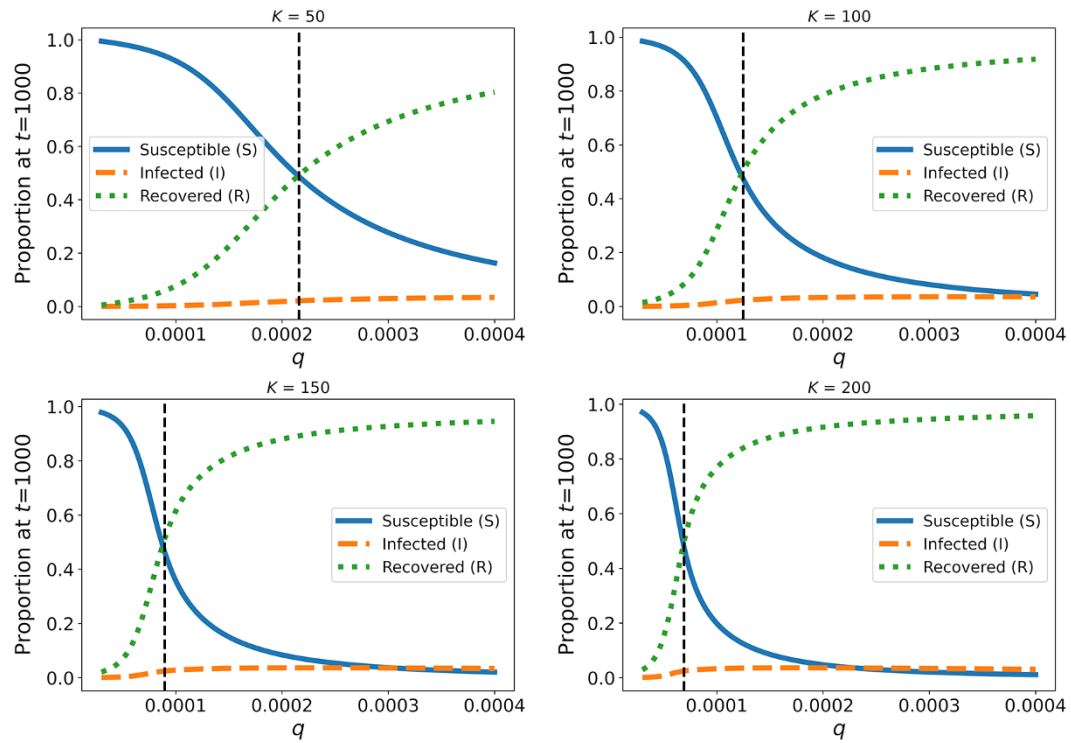 K = 50
Proportion at t=1000
1.0
0.8
0.6
0.4
0.2
0.0
Susceptible (S)
Infected (I)
Recovered (R)
0.0001 0.0002 0.0003 0.0004
q
K = 100
Proportion at t=1000
1.0
0.8
0.6
0.4
0.2
0.0
Susceptible (S)
Infected (I)
Recovered (R)
0.0001 0.0002 0.0003 0.0004
q
K = 150
Proportion at t=1000
1.0
0.8
0.6
0.4
0.2
0.0
Susceptible (S)
Infected (I)
Recovered (R)
0.0001 0.0002 0.0003 0.0004
q
K = 200
Proportion at t=1000
1.0
0.8
0.6
0.4
0.2
0.0
Susceptible (S)
Infected (I)
Recovered (R)
0.0001 0.0002 0.0003 0.0004
q